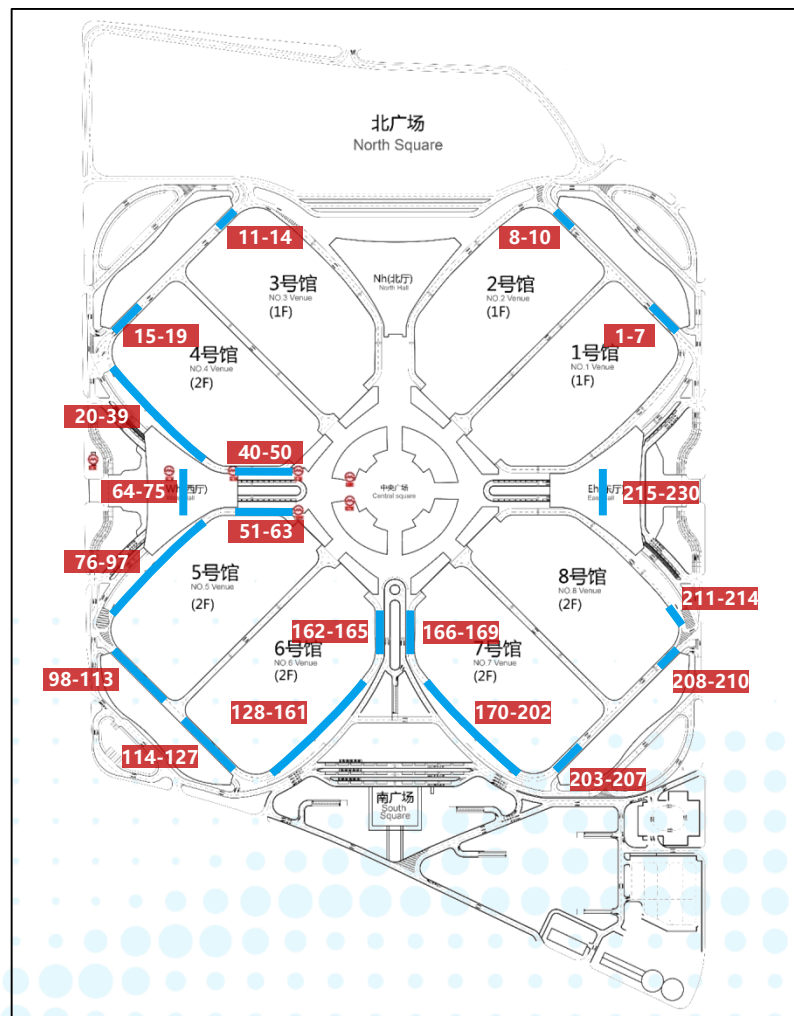 北广场
North Square
11-14
8-10
3号馆
NO.3 Venue
(1F)
Nh(北厅)
North Hall
2号馆
NO.2 Venue
(1F)
15-19
1-7
4号馆
NO.4 Venue
(2F)
1号馆
NO.1 Venue
(1F)
20-39
40-50
64-75
厅)
中央广场
Central square
Eh(东厅)
215-230
51-63
76-97
5号馆
NO.5 Venue
(2F)
8号馆
NO.8 Venue
(2F)
211-214
162-165
166-169
6号馆
NO.6 Venue
(2F)
7号馆
NO.7 Venue
(2F)
98-113
208-210
128-161
170-202
114-127
203-207
南广场
South
Square